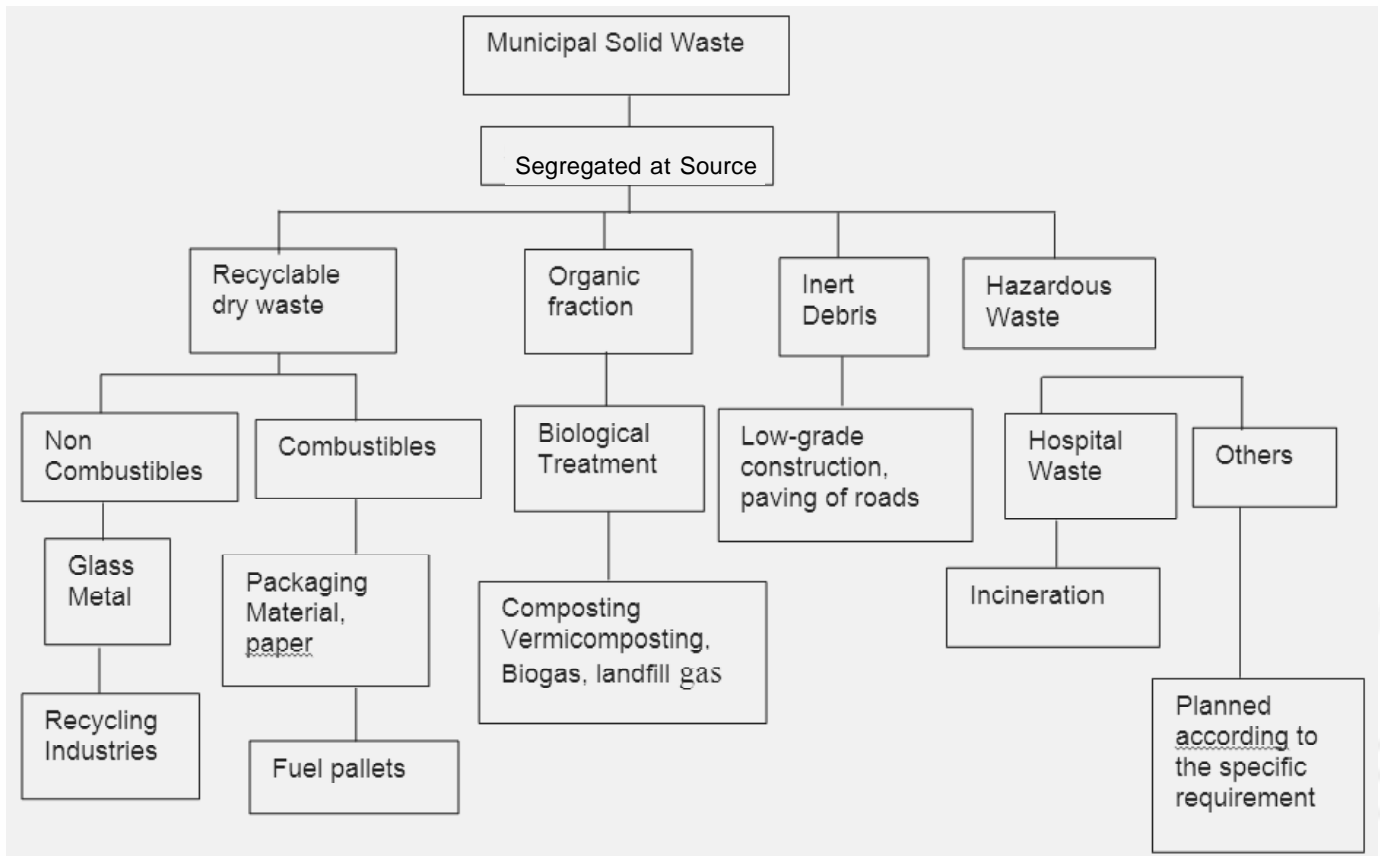 Municipal Solid Waste
Segregated at Source
Recyclable
dry waste
Organic
fraction
Inert
Debris
Hazardous
Waste
Non
Combustibles
Combustibles
Biological
Treatment
Low-grade
construction,
paving of roads
Hospital
Waste
Others
Glass
Metal
Packaging
Material,
paper
Composting
Vermicomposting,
Biogas, landfill gas
Incineration
Recycling
Industries
Fuel pallets
Planned
according to
the specific
requirement